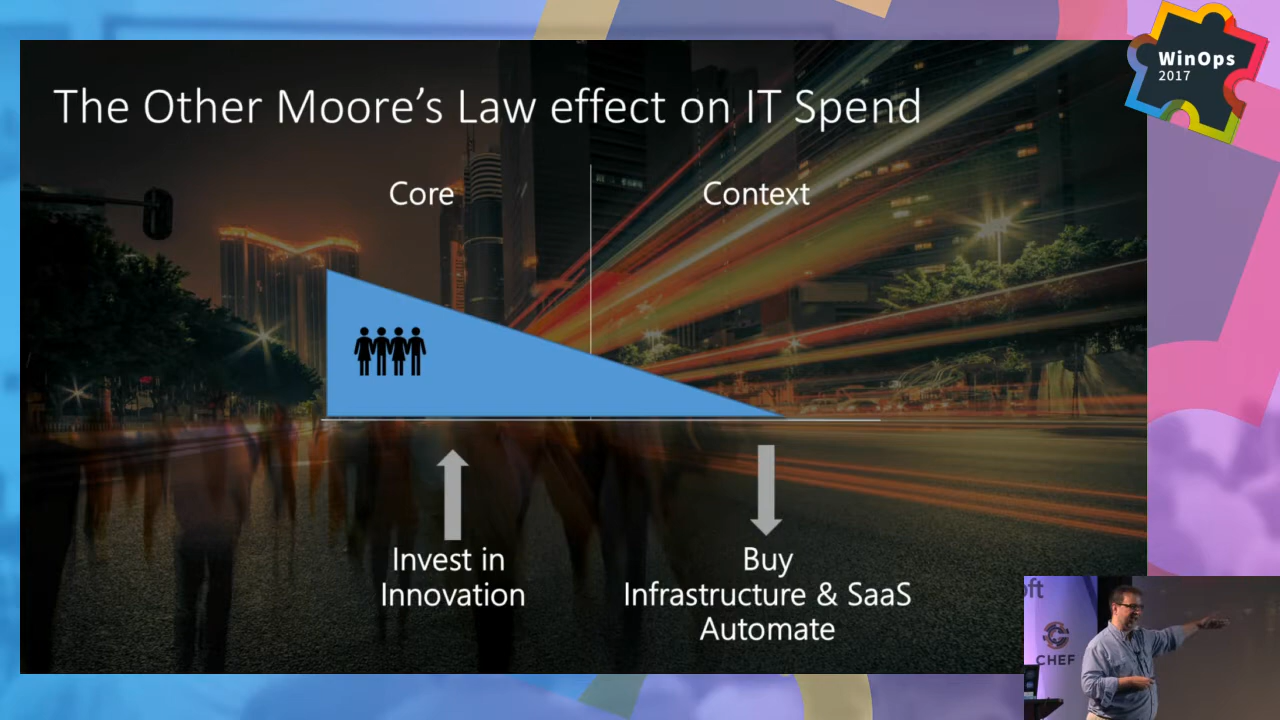 WinOps
2017
The Other Moore's Law effect on IT Spend
Core
Context
Invest in
Innovation
Buy
Infrastructure & SaaS
Automate
oft
CHEF